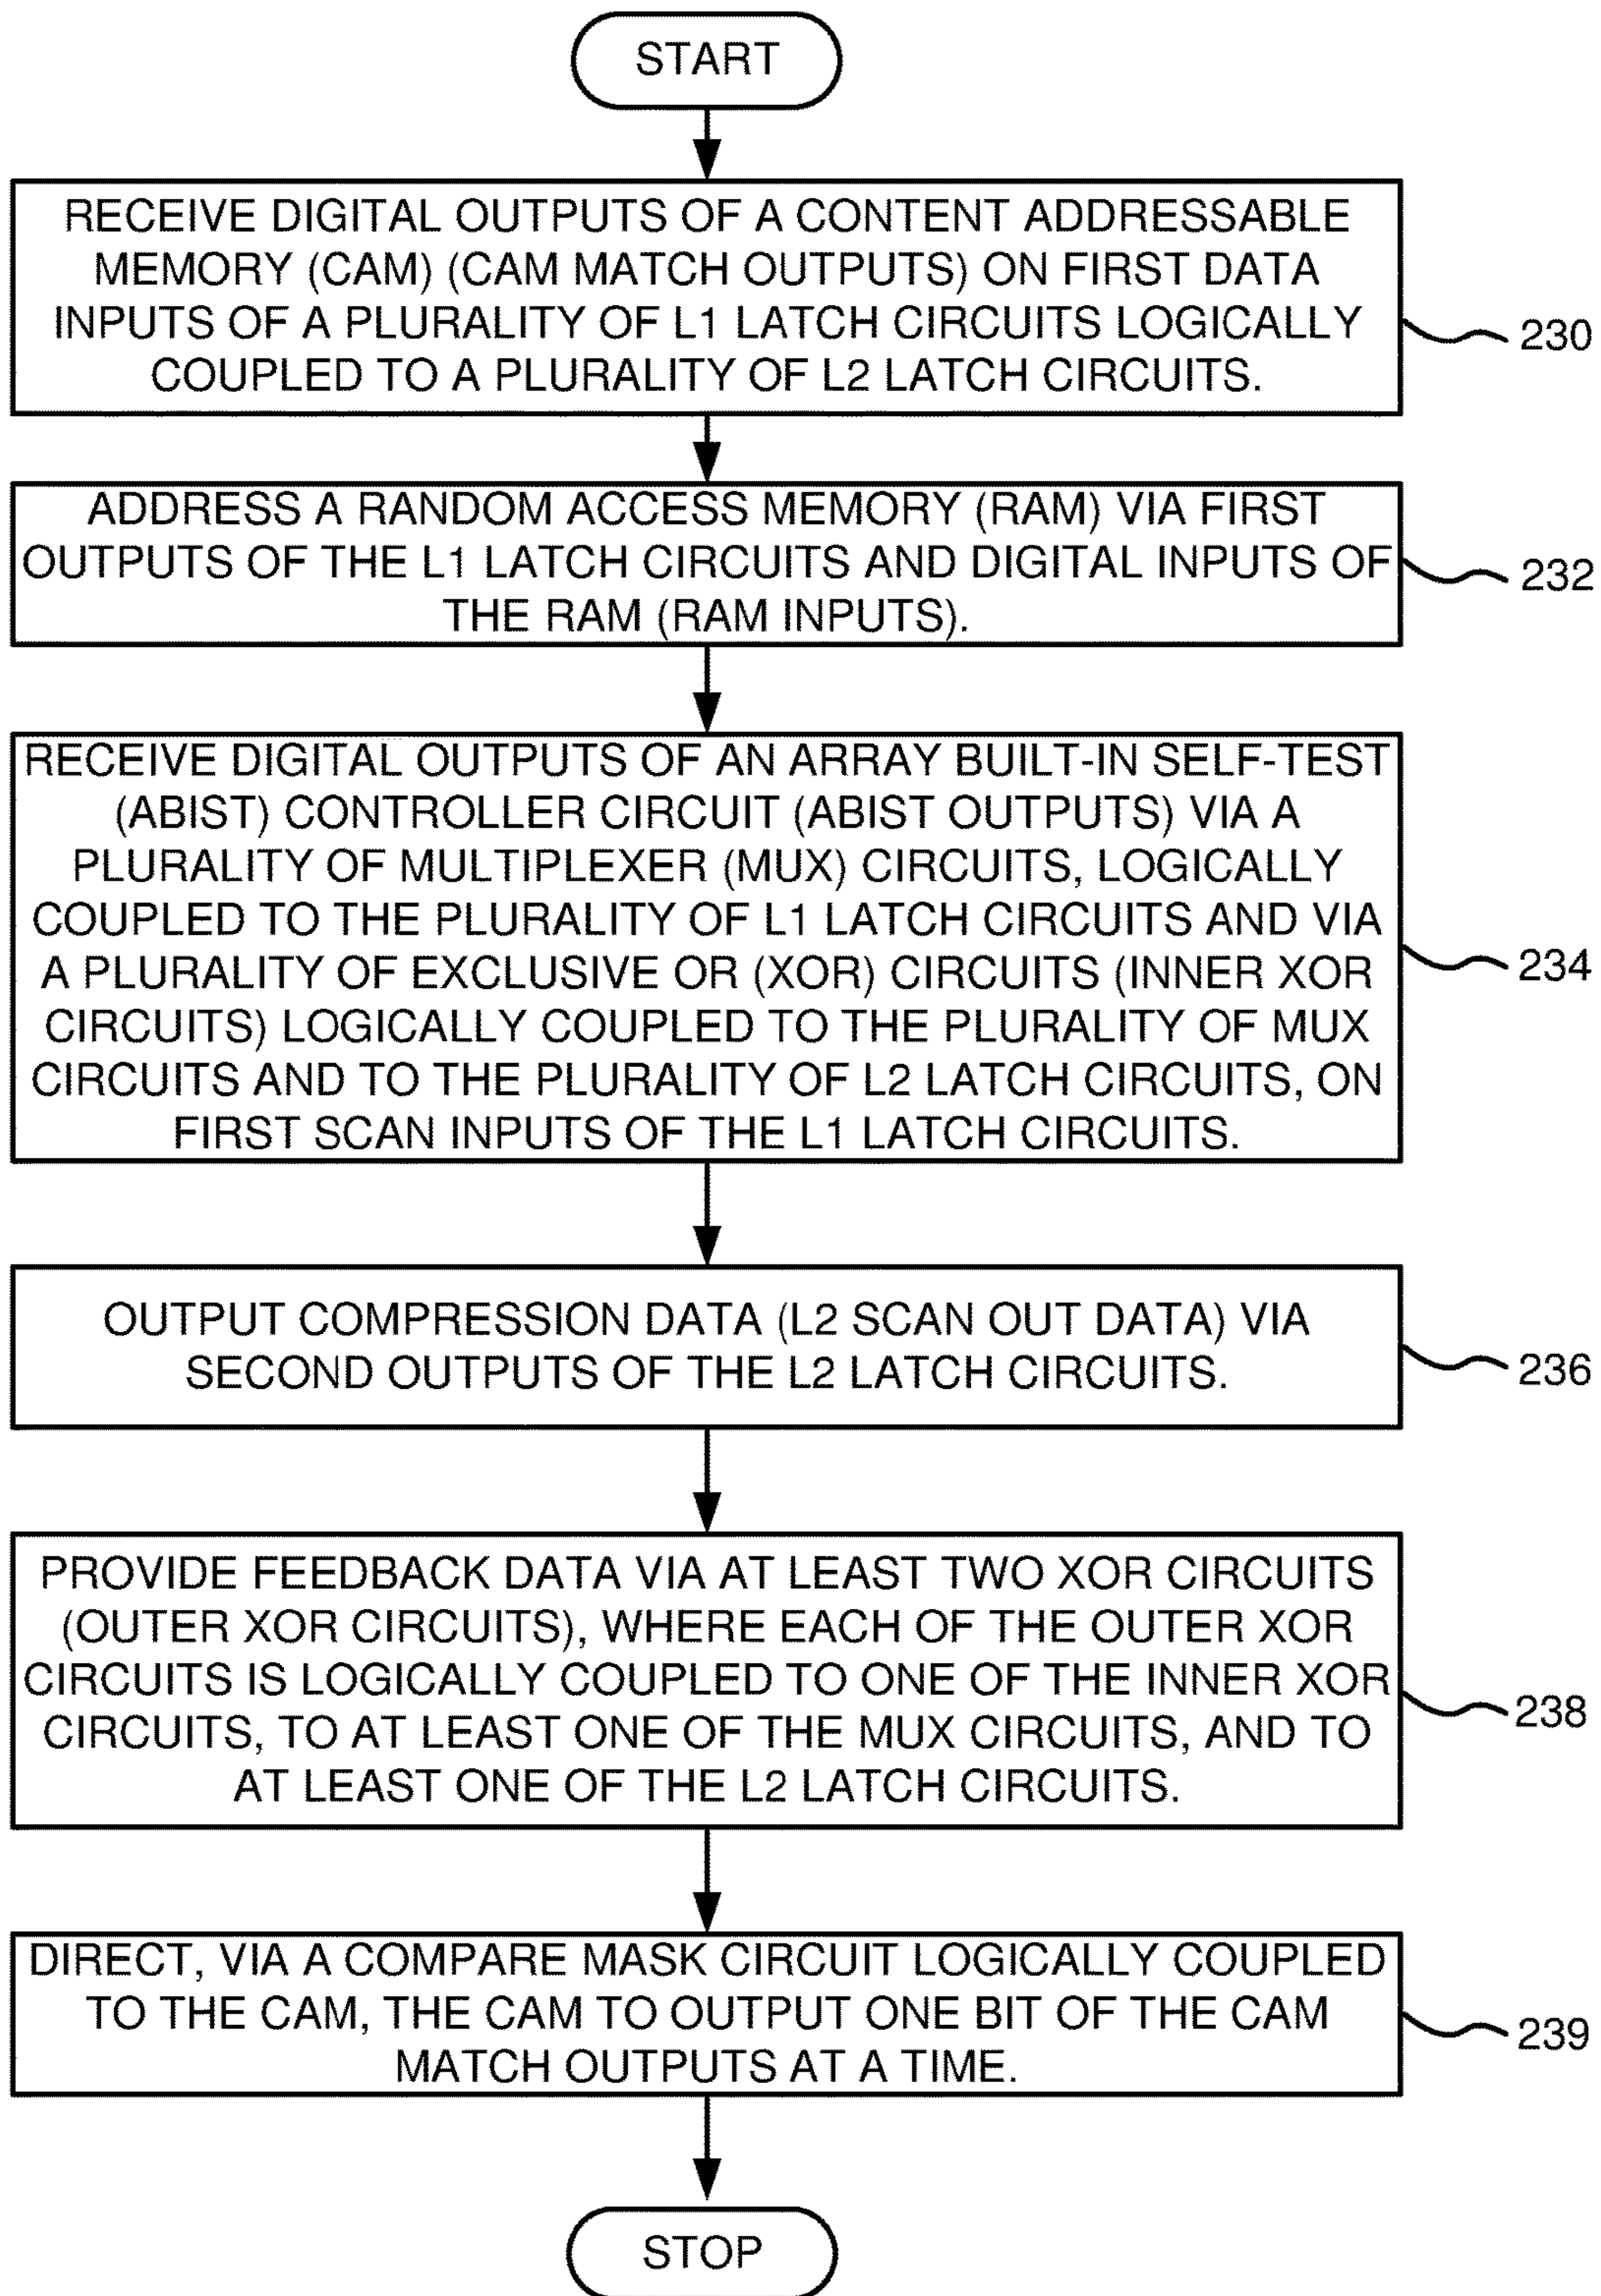 START
RECEIVE DIGITAL OUTPUTS OF A CONTENT ADDRESSABLE
MEMORY (CAM) (CAM MATCH OUTPUTS) ON FIRST DATA
INPUTS OF A PLURALITY OF L1 LATCH CIRCUITS LOGICALLY
COUPLED TO A PLURALITY OF L2 LATCH CIRCUITS.
230
ADDRESS A RANDOM ACCESS MEMORY (RAM) VIA FIRST
OUTPUTS OF THE L1 LATCH CIRCUITS AND DIGITAL INPUTS OF
THE RAM (RAM INPUTS).
232
RECEIVE DIGITAL OUTPUTS OF AN ARRAY BUILT-IN SELF-TEST
(ABIST) CONTROLLER CIRCUIT (ABIST OUTPUTS) VIA A
PLURALITY OF MULTIPLEXER (MUX) CIRCUITS, LOGICALLY
COUPLED TO THE PLURALITY OF L1 LATCH CIRCUITS AND VIA
A PLURALITY OF EXCLUSIVE OR (XOR) CIRCUITS (INNER XOR
CIRCUITS) LOGICALLY COUPLED TO THE PLURALITY OF MUX
CIRCUITS AND TO THE PLURALITY OF L2 LATCH CIRCUITS, ON
FIRST SCAN INPUTS OF THE L1 LATCH CIRCUITS.
234
OUTPUT COMPRESSION DATA (L2 SCAN OUT DATA) VIA
SECOND OUTPUTS OF THE L2 LATCH CIRCUITS.
236
PROVIDE FEEDBACK DATA VIA AT LEAST TWO XOR CIRCUITS
(OUTER XOR CIRCUITS), WHERE EACH OF THE OUTER XOR
CIRCUITS IS LOGICALLY COUPLED TO ONE OF THE INNER XOR
CIRCUITS, TO AT LEAST ONE OF THE MUX CIRCUITS, AND TO
AT LEAST ONE OF THE L2 LATCH CIRCUITS.
238
DIRECT, VIA A COMPARE MASK CIRCUIT LOGICALLY COUPLED
TO THE CAM, THE CAM TO OUTPUT ONE BIT OF THE CAM
MATCH OUTPUTS AT A TIME.
239
STOP